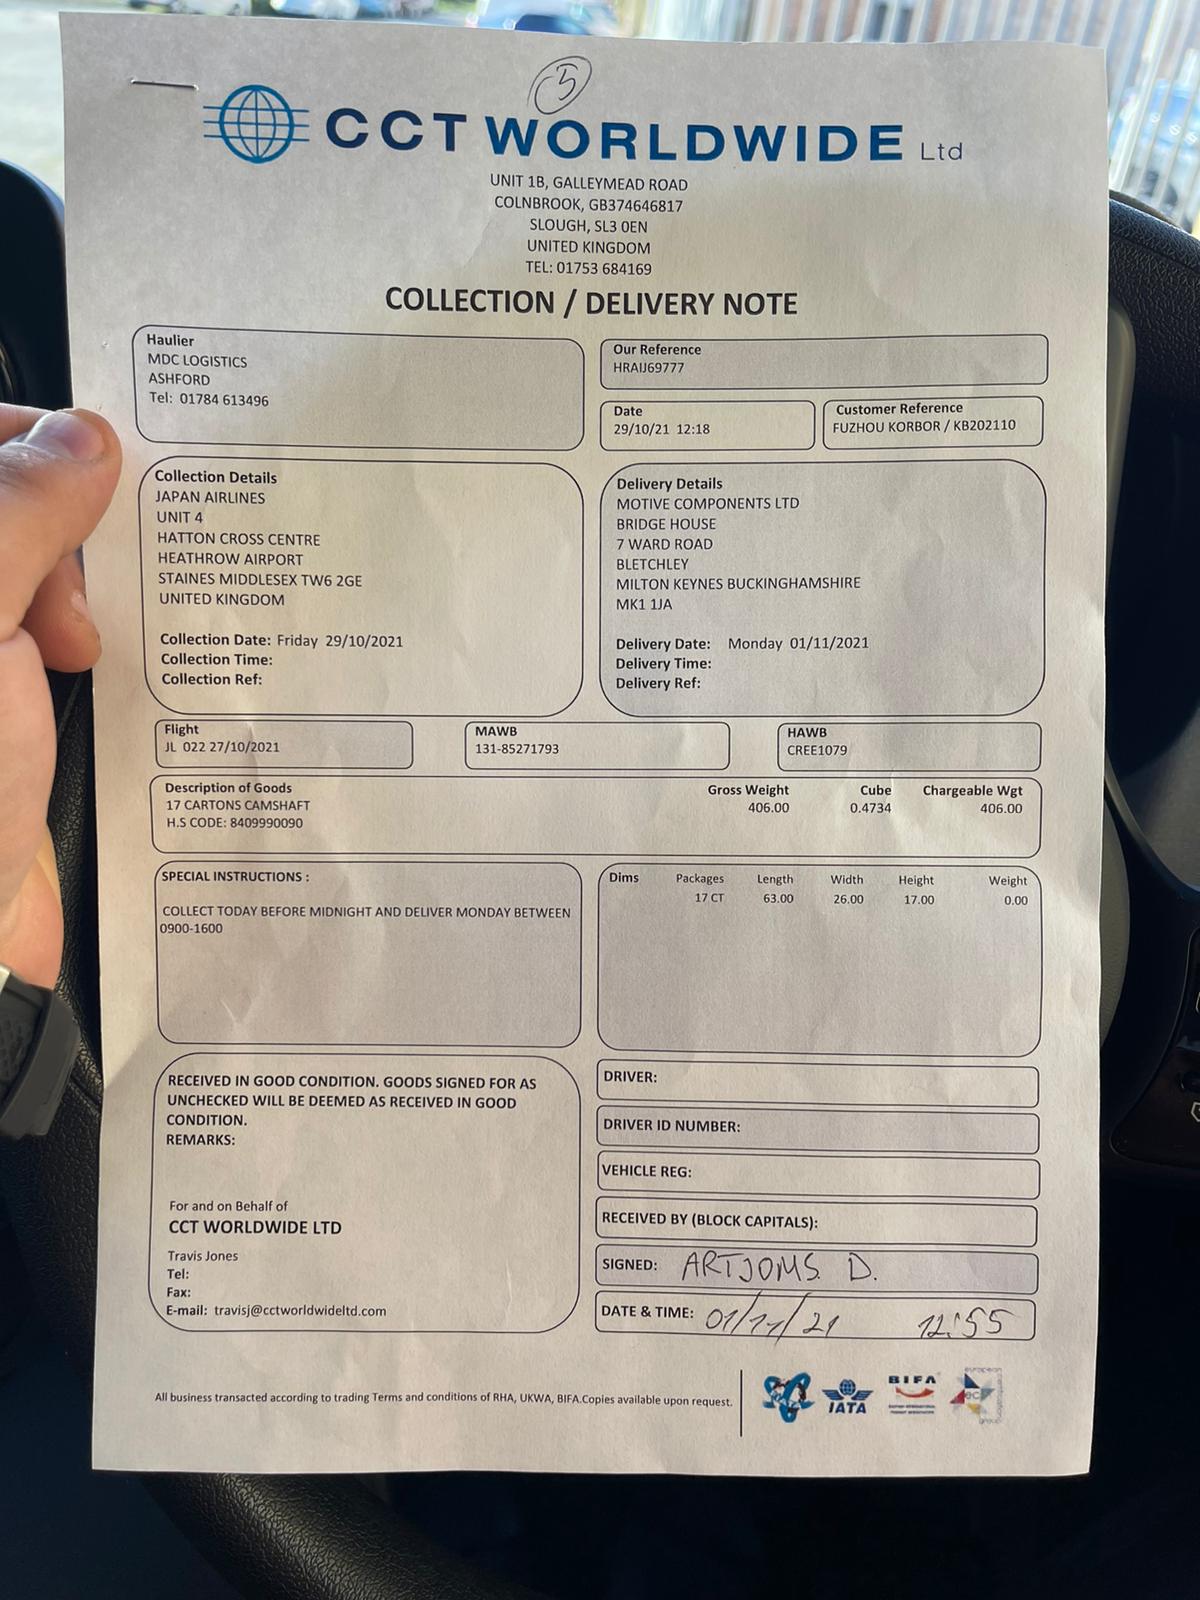 5
CCT WORLDWIDE Ltd
UNIT 1B, GALLEYMEAD ROAD
COLNBROOK, GB374646817
SLOUGH, SL3 0EN
UNITED KINGDOM
TEL: 01753 684169
COLLECTION / DELIVERY NOTE
Haulier
MDC LOGISTICS
ASHFORD
Tel: 01784 613496
Our Reference
HRAIJ69777
Date
29/10/21 12:18
Customer Reference
FUZHOU KORBOR / KB202110
Collection Details
JAPAN AIRLINES
UNIT 4
HATTON CROSS CENTRE
HEATHROW AIRPORT
STAINES MIDDLESEX TW6 2GE
UNITED KINGDOM
Collection Date: Friday 29/10/2021
Collection Time:
Collection Ref:
Delivery Details
MOTIVE COMPONENTS LTD
BRIDGE HOUSE
7 WARD ROAD
BLETCHLEY
MILTON KEYNES BUCKINGHAMSHIRE
MK1 1JA
Delivery Date: Monday 01/11/2021
Delivery Time:
Delivery Ref:
Flight
JL 022 27/10/2021
MAWB
131-85271793
HAWB
CREE1079
Description of Goods Gross Weight Cube Chargeable Wgt
17 CARTONS CAMSHAFT 406.00 0.4734 406.00
H.S CODE: 8409990090
SPECIAL INSTRUCTIONS :
COLLECT TODAY BEFORE MIDNIGHT AND DELIVER MONDAY BETWEEN
0900-1600
Dims Packages Length Width Height Weight
17 CT 63.00 26.00 17.00 0.00
RECEIVED IN GOOD CONDITION. GOODS SIGNED FOR AS
UNCHECKED WILL BE DEEMED AS RECEIVED IN GOOD
CONDITION.
REMARKS:
For and on Behalf of
CCT WORLDWIDE LTD
Travis Jones
Tel:
Fax:
E-mail: travisj@cctworldwideltd.com
DRIVER:
DRIVER ID NUMBER:
VEHICLE REG:
RECEIVED BY (BLOCK CAPITALS):
SIGNED: ARTJOMS D.
DATE & TIME: 01/11/21 12:55
All business transacted according to trading Terms and conditions of RHA, UKWA, BIFA.Copies available upon request.
IATA
BIFA